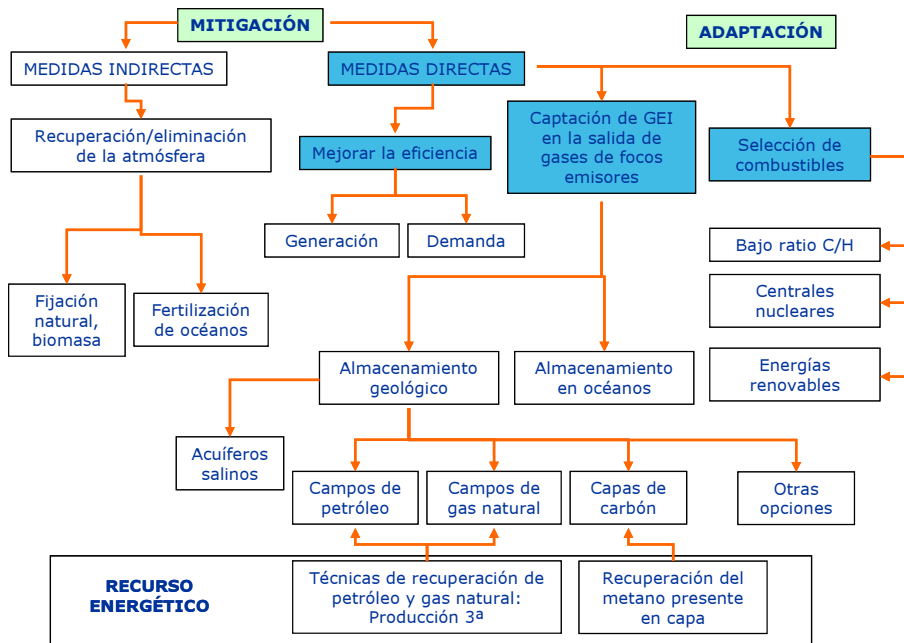 MITIGACIÓN
ADAPTACIÓN
MEDIDAS INDIRECTAS
MEDIDAS DIRECTAS
Recuperación/eliminación
de la atmósfera
Mejorar la eficiencia
Captación de GEI
en la salida de
gases de focos
emisores
Selección de
combustibles
Generación
Demanda
Bajo ratio C/H
Fijación
natural,
biomasa
Fertilización
de océanos
Centrales
nucleares
Almacenamiento
geológico
Almacenamiento
en océanos
Energías
renovables
Acuíferos
salinos
Campos de
petróleo
Campos de
gas natural
Capas de
carbón
Otras
opciones
RECURSO
ENERGÉTICO
Técnicas de recuperación de
petróleo y gas natural:
Producción 3ª
Recuperación del
metano presente
en capa